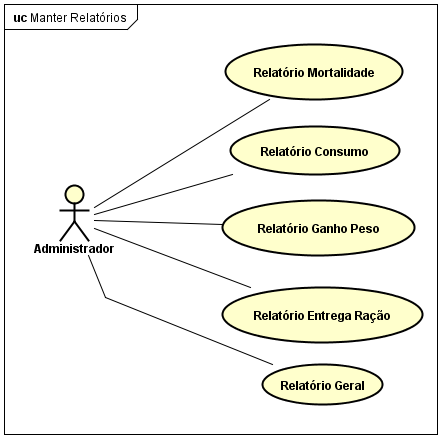 uc Manter Relatórios
Relatório Mortalidade
Relatório Consumo
Relatório Ganho Peso
Administrador
Relatório Entrega Ração
Relatório Geral